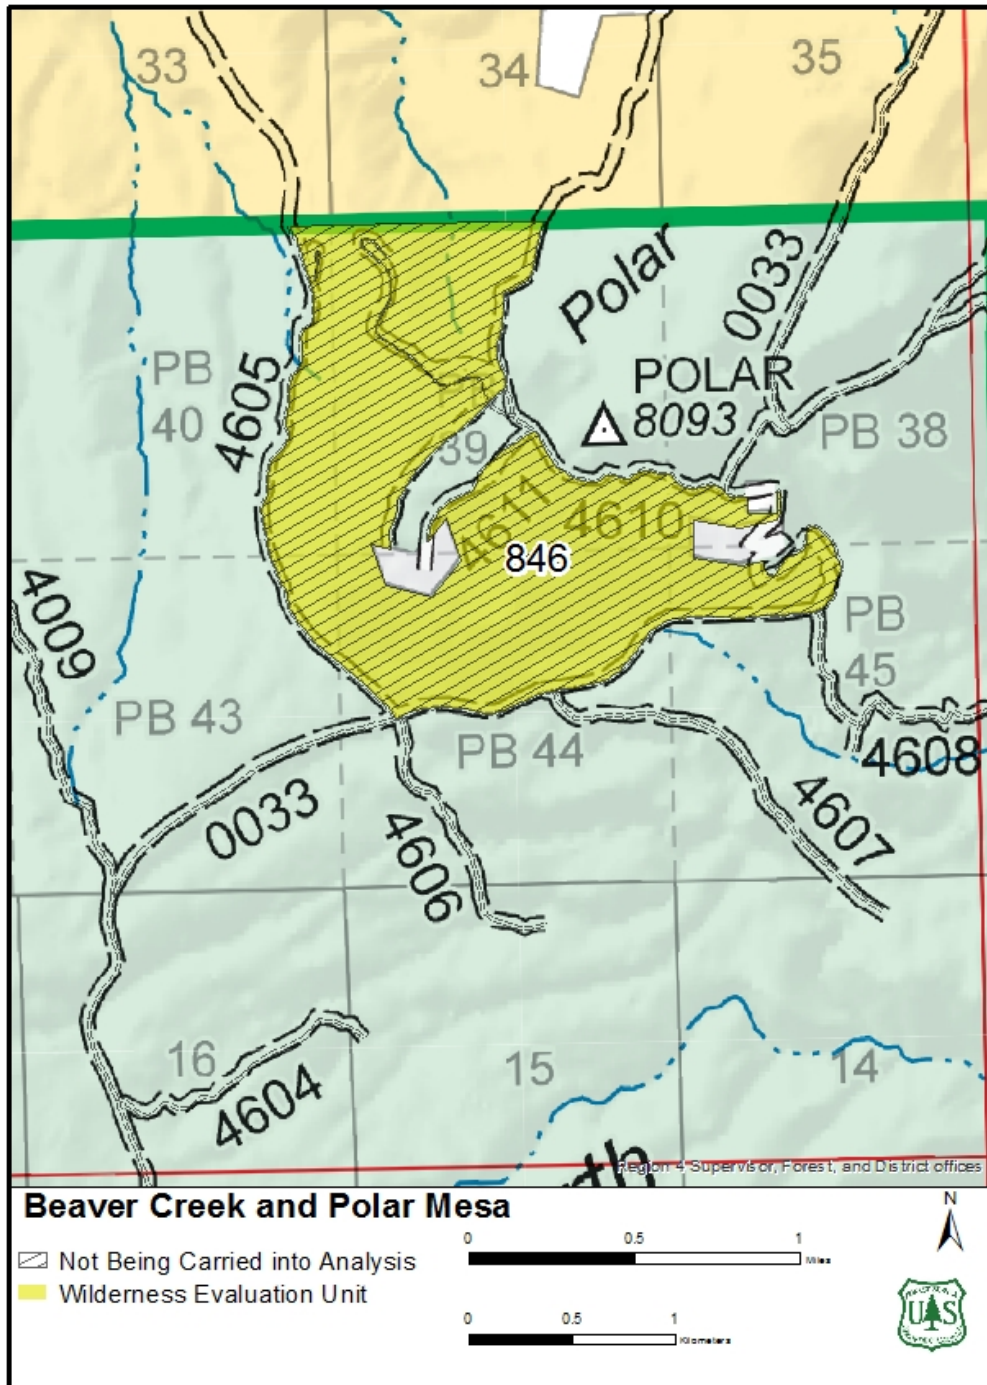 33
34
35
Polar
0033
PB
40
4605
POLAR
8093
PB 38
39
4611
4610
846
4009
PB
45
PB 43
PB 44
4608
0033
4606
4607
16
15
14
4604
Region 4 Supervisor, Forest, and District offices
Beaver Creek and Polar Mesa
Not Being Carried into Analysis
Wilderness Evaluation Unit
0 0.5 1
Miles
0 0.5 1
Kilometers
N
US